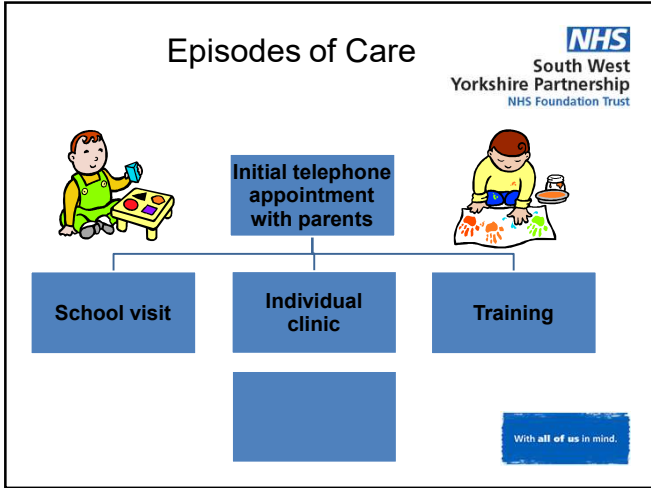 Episodes of Care
NHS
South West
Yorkshire Partnership
NHS Foundation Trust
Initial telephone
appointment
with parents
School visit
Individual
clinic
Training
With all of us in mind.